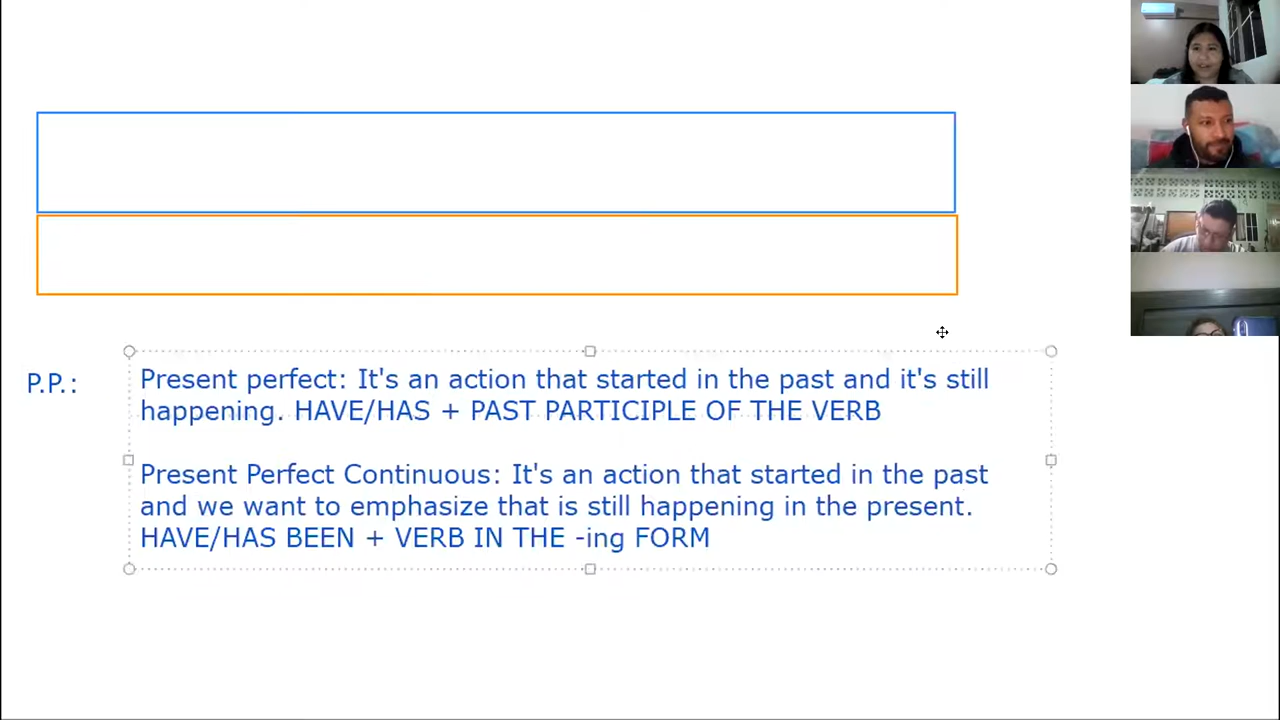 P.P.:
Present perfect: It's an action that started in the past and it's still
happening. HAVE/HAS + PAST PARTICIPLE OF THE VERB
Present Perfect Continuous: It's an action that started in the past
and we want to emphasize that is still happening in the present.
HAVE/HAS BEEN + VERB IN THE -ing FORM